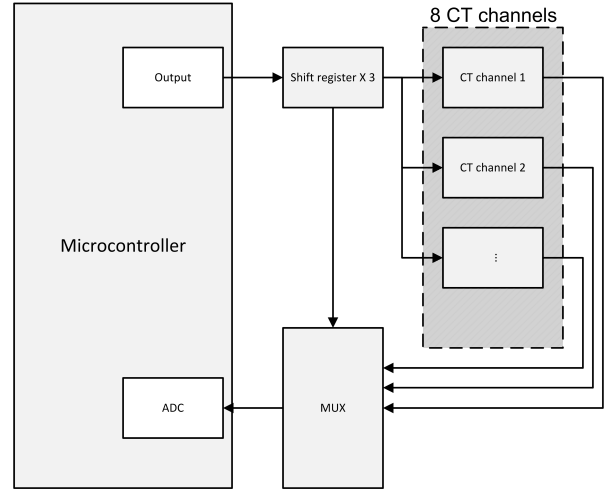 8 CT channels
Output
Shift register X 3
CT channel 1
CT channel 2
Microcontroller
⋮
ADC
MUX